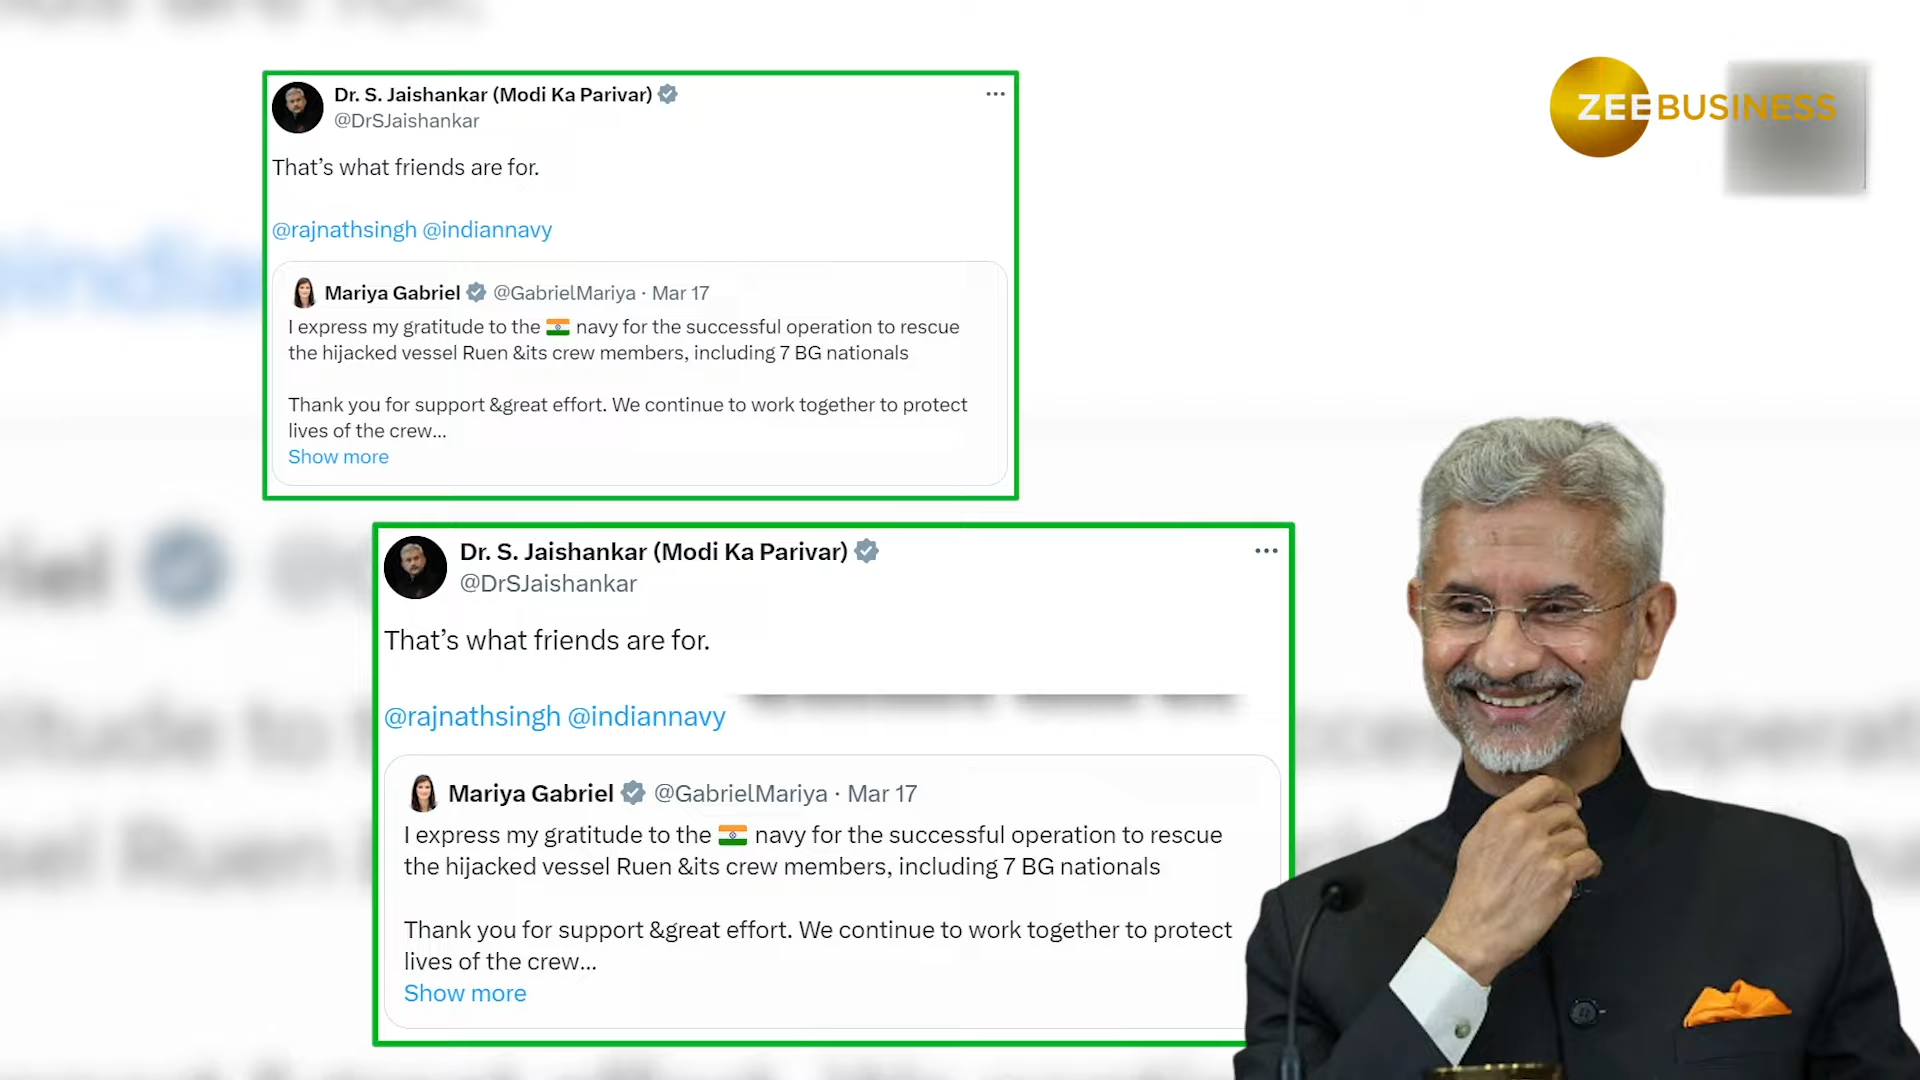 ZEEBUSINESS
Dr. S. Jaishankar (Modi Ka Parivar)
@DrSJaishankar
That’s what friends are for.
@rajnathsingh @indiannavy
Mariya Gabriel @GabrielMariya · Mar 17
I express my gratitude to the 🇮🇳 navy for the successful operation to rescue
the hijacked vessel Ruen &its crew members, including 7 BG nationals
Thank you for support &great effort. We continue to work together to protect
lives of the crew...
Show more
Dr. S. Jaishankar (Modi Ka Parivar)
@DrSJaishankar
That’s what friends are for.
@rajnathsingh @indiannavy
Mariya Gabriel @GabrielMariya · Mar 17
I express my gratitude to the 🇮🇳 navy for the successful operation to rescue
the hijacked vessel Ruen &its crew members, including 7 BG nationals
Thank you for support &great effort. We continue to work together to protect
lives of the crew...
Show more